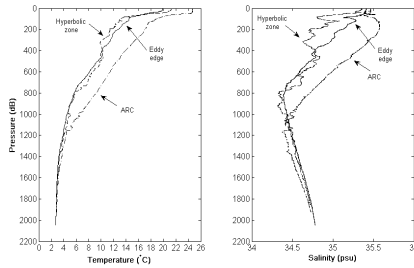 0
200
400
600
800
1000
1200
1400
1600
1800
2000
2200
Pressure (dB)
Hyperbolic zone
Eddy edge
ARC
0 2 4 6 8 10 12 14 16 18 20 22 24 26
Temperature (°C)
0
200
400
600
800
1000
1200
1400
1600
1800
2000
2200
Hyperbolic zone
Eddy edge
ARC
34 34.5 35 35.5 36
Salinity (psu)